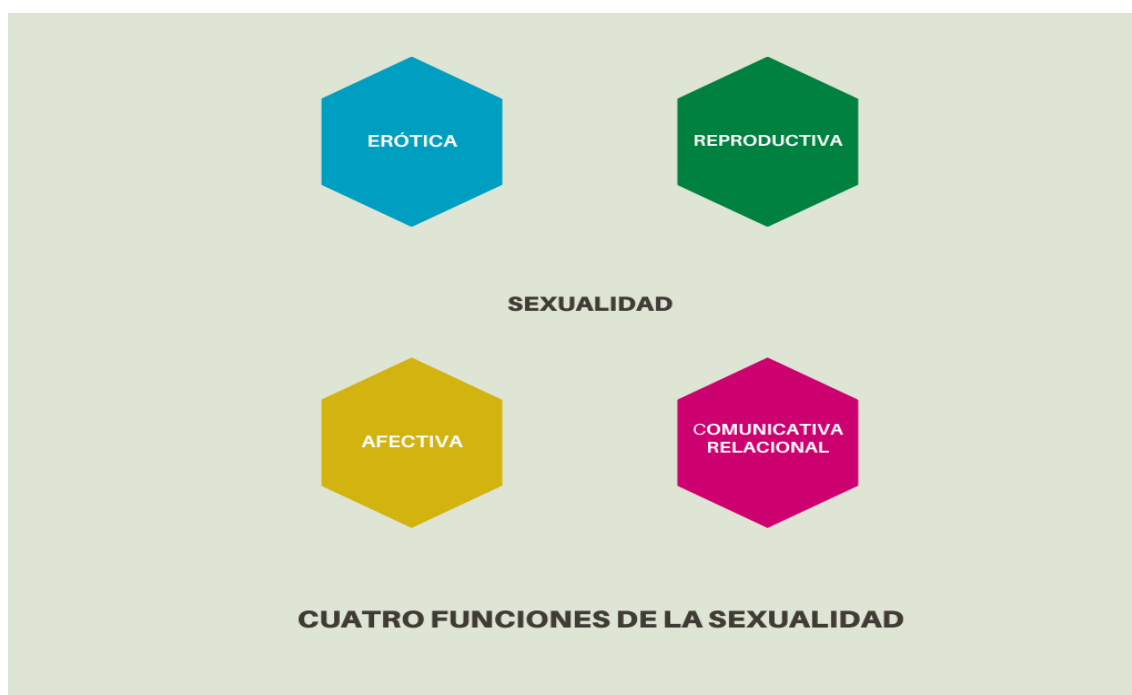 ERÓTICA
REPRODUCTIVA
SEXUALIDAD
AFECTIVA
COMUNICATIVA
RELACIONAL
CUATRO FUNCIONES DE LA SEXUALIDAD